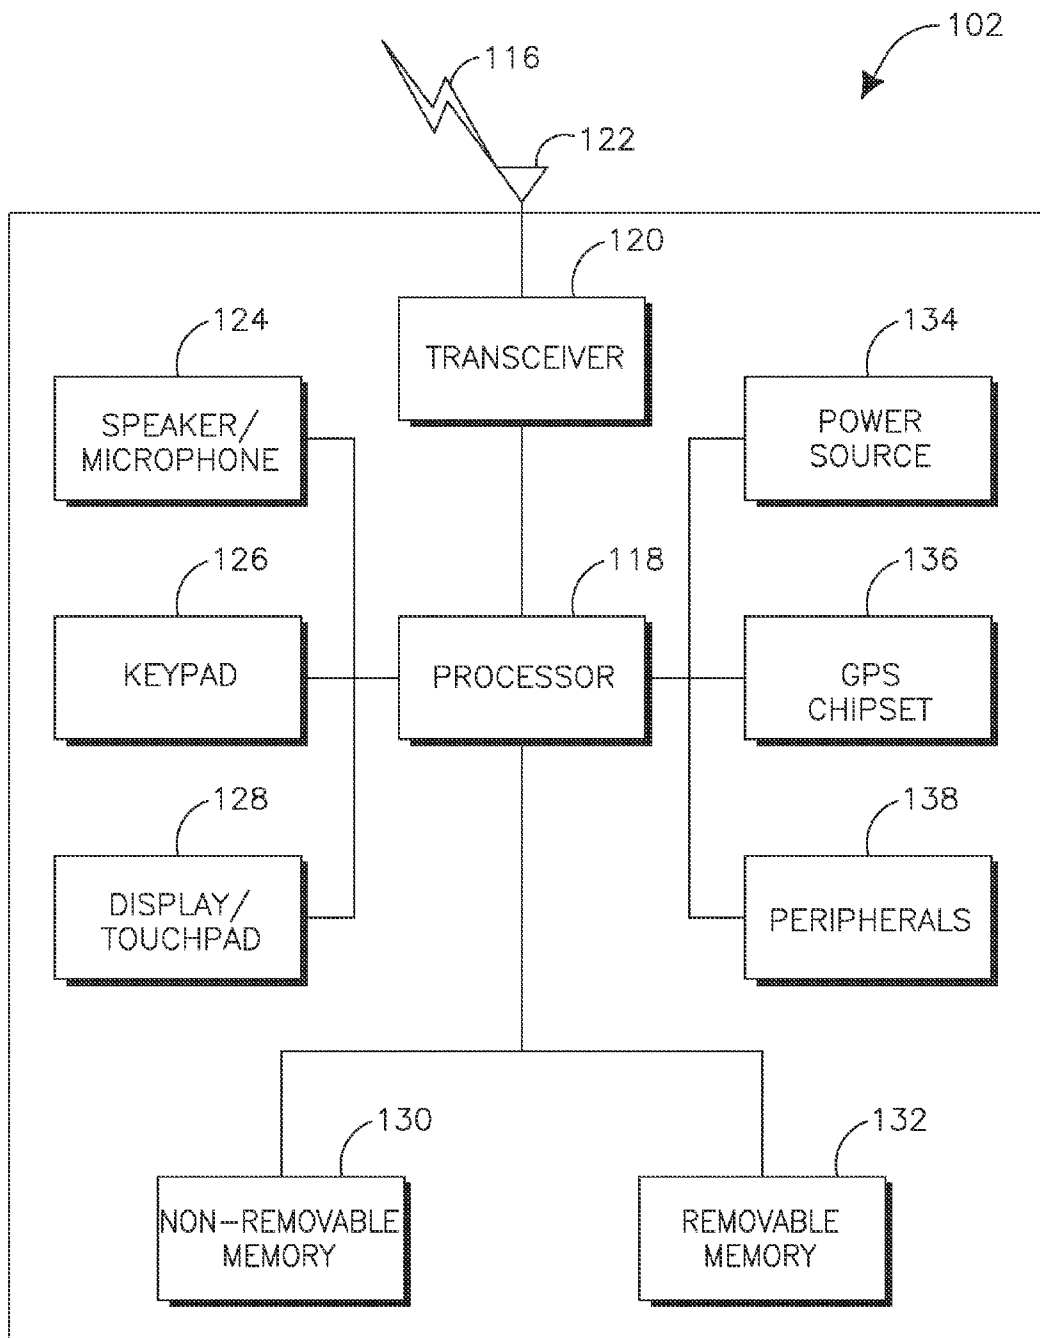 102
116
122
120
TRANSCEIVER
124
SPEAKER/
MICROPHONE
134
POWER
SOURCE
126
KEYPAD
118
PROCESSOR
136
GPS
CHIPSET
128
DISPLAY/
TOUCHPAD
138
PERIPHERALS
130
NON-REMOVABLE
MEMORY
132
REMOVABLE
MEMORY